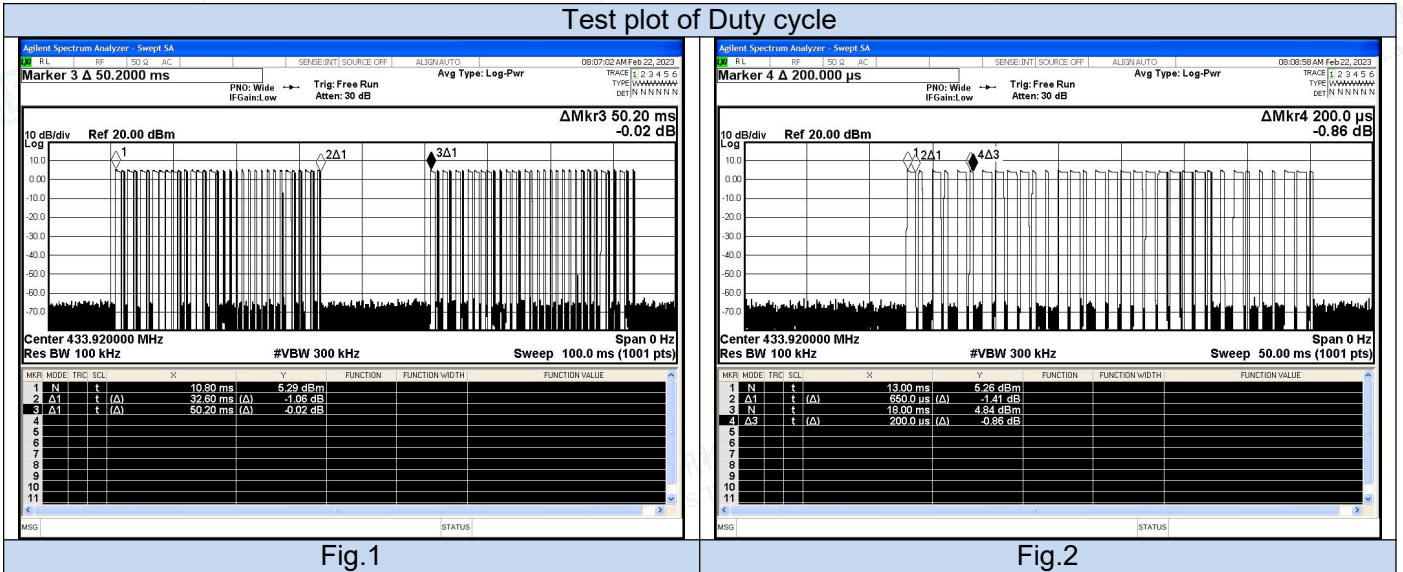 Test plot of Duty cycle
Agilent Spectrum Analyzer - Swept SA
LXI RL RF 50 Ω AC SENSE:INT SOURCE OFF ALIGN AUTO 08:07:02 AM Feb 22, 2023
Marker 3 Δ 50.2000 ms
PNO: Wide Trig: Free Run Avg Type: Log-Pwr TRACE 1 2 3 4 5 6
IFGain:Low Atten: 30 dB TYPE
DET N N N N N N
ΔMkr3 50.20 ms
-0.02 dB
10 dB/div Ref 20.00 dBm
Log
1 2Δ1 3Δ1
10.0
0.00
-10.0
-20.0
-30.0
-40.0
-50.0
-60.0
-70.0
Center 433.920000 MHz Span 0 Hz
Res BW 100 kHz #VBW 300 kHz Sweep 100.0 ms (1001 pts)
MKR MODE TRC SCL X Y FUNCTION FUNCTION WIDTH FUNCTION VALUE
1 N t 10.80 ms 5.29 dBm
2 Δ1 t (Δ) 32.60 ms (Δ) -1.06 dB
3 Δ1 t (Δ) 50.20 ms (Δ) -0.02 dB
4
5
6
7
8
9
10
11
MSG STATUS
Fig.1
Agilent Spectrum Analyzer - Swept SA
LXI RL RF 50 Ω AC SENSE:INT SOURCE OFF ALIGN AUTO 08:08:58 AM Feb 22, 2023
Marker 4 Δ 200.000 µs
PNO: Wide Trig: Free Run Avg Type: Log-Pwr TRACE 1 2 3 4 5 6
IFGain:Low Atten: 30 dB TYPE
DET N N N N N N
ΔMkr4 200.0 µs
-0.86 dB
10 dB/div Ref 20.00 dBm
Log
1 2Δ1 4Δ3
10.0
0.00
-10.0
-20.0
-30.0
-40.0
-50.0
-60.0
-70.0
Center 433.920000 MHz Span 0 Hz
Res BW 100 kHz #VBW 300 kHz Sweep 50.00 ms (1001 pts)
MKR MODE TRC SCL X Y FUNCTION FUNCTION WIDTH FUNCTION VALUE
1 N t 13.00 ms 5.26 dBm
2 Δ1 t (Δ) 650.0 µs (Δ) -1.41 dB
3 N t 18.00 ms 4.84 dBm
4 Δ3 t (Δ) 200.0 µs (Δ) -0.86 dB
5
6
7
8
9
10
11
MSG STATUS
Fig.2